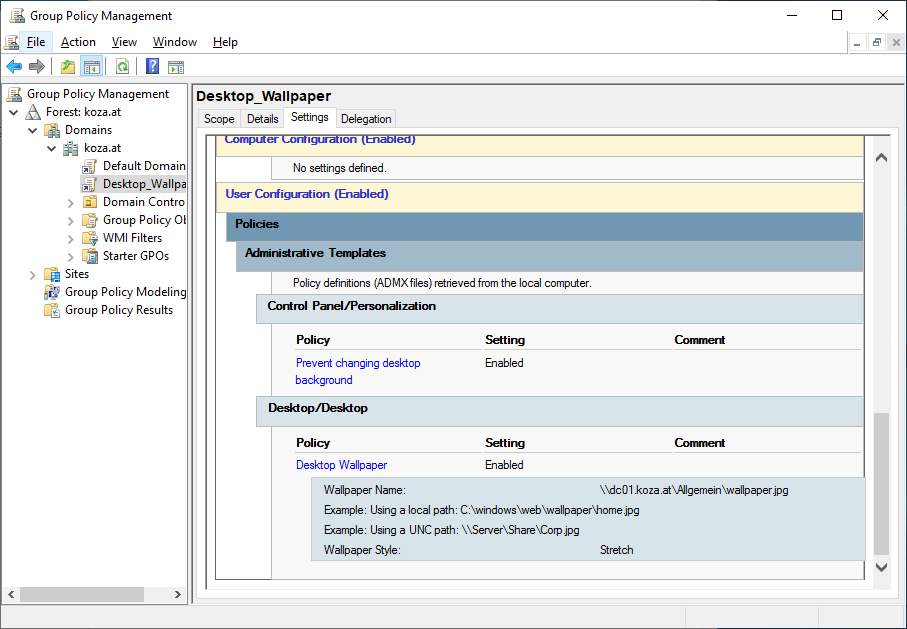 Group Policy Management
File Action View Window Help
Group Policy Management
Forest: koza.at
Domains
koza.at
Default Domain
Desktop_Wallpa
Domain Contro
Group Policy Ob
WMI Filters
Starter GPOs
Sites
Group Policy Modeling
Group Policy Results
Desktop_Wallpaper
Scope Details Settings Delegation
Computer Configuration (Enabled)
No settings defined.
User Configuration (Enabled)
Policies
Administrative Templates
Policy definitions (ADMX files) retrieved from the local computer.
Control Panel/Personalization
Policy Setting Comment
Prevent changing desktop Enabled
background
Desktop/Desktop
Policy Setting Comment
Desktop Wallpaper Enabled
Wallpaper Name: \\dc01.koza.at\Allgemein\wallpaper.jpg
Example: Using a local path: C:\windows\web\wallpaper\home.jpg
Example: Using a UNC path: \\Server\Share\Corp.jpg
Wallpaper Style: Stretch